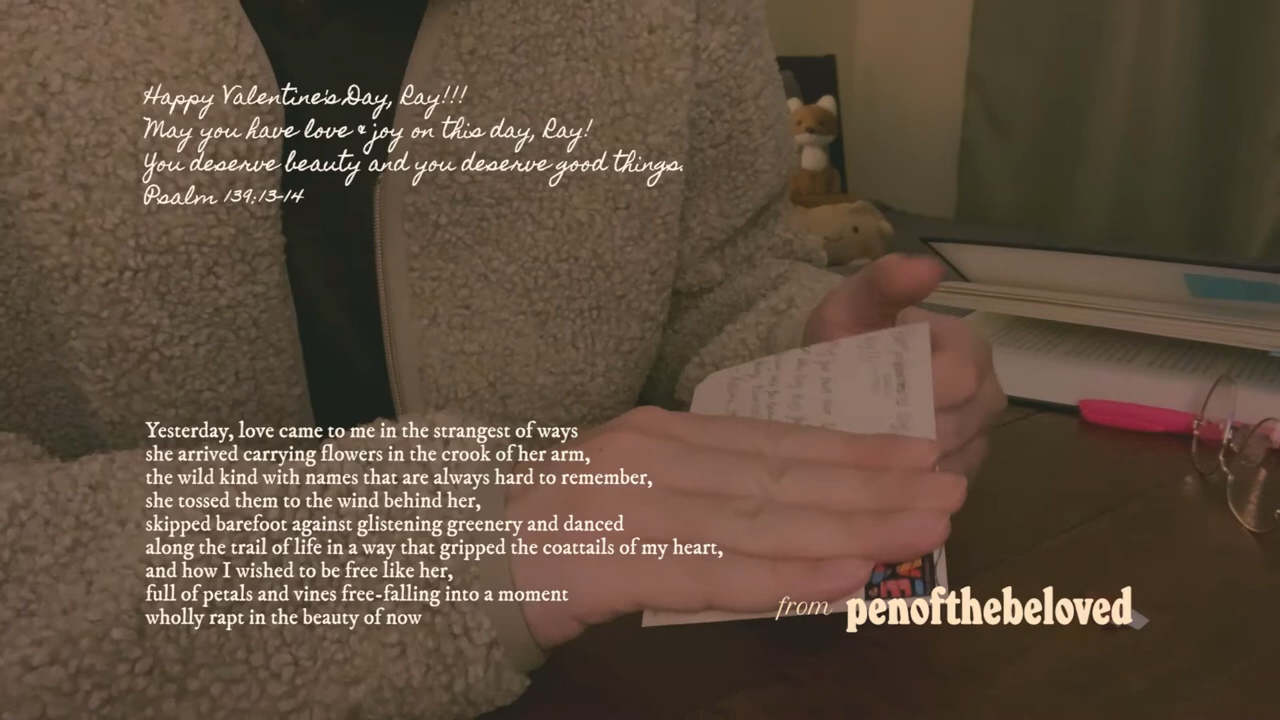 Happy Valentine's Day, Ray!!!
May you have love & joy on this day, Ray!
You deserve beauty and you deserve good things.
Psalm 139:13-14
Yesterday, love came to me in the strangest of ways
she arrived carrying flowers in the crook of her arm,
the wild kind with names that are always hard to remember,
she tossed them to the wind behind her,
skipped barefoot against glistening greenery and danced
along the trail of life in a way that gripped the coattails of my heart,
and how I wished to be free like her,
full of petals and vines free-falling into a moment
wholly rapt in the beauty of now
from penofthebeloved